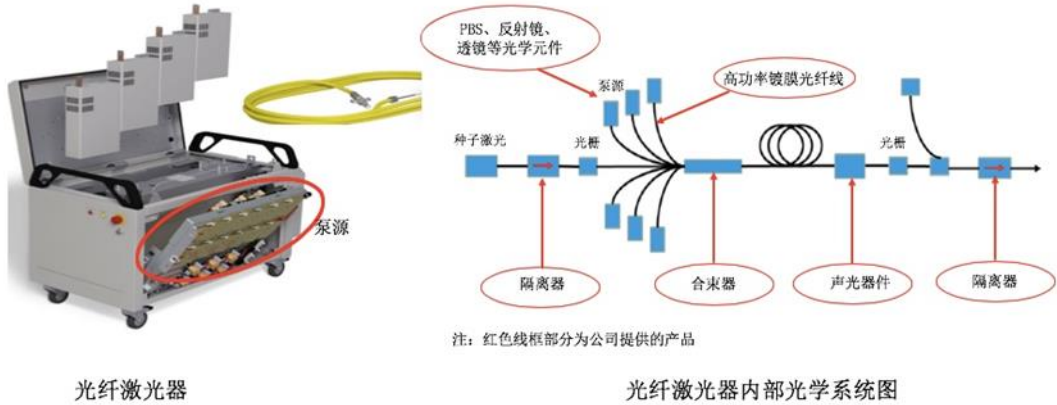 PBS、反射镜、
透镜等光学元件
泵源
高功率镀膜光纤线
种子激光
光栅
光栅
泵源
隔离器
合束器
声光器件
隔离器
注：红色线框部分为公司提供的产品
光纤激光器
光纤激光器内部光学系统图